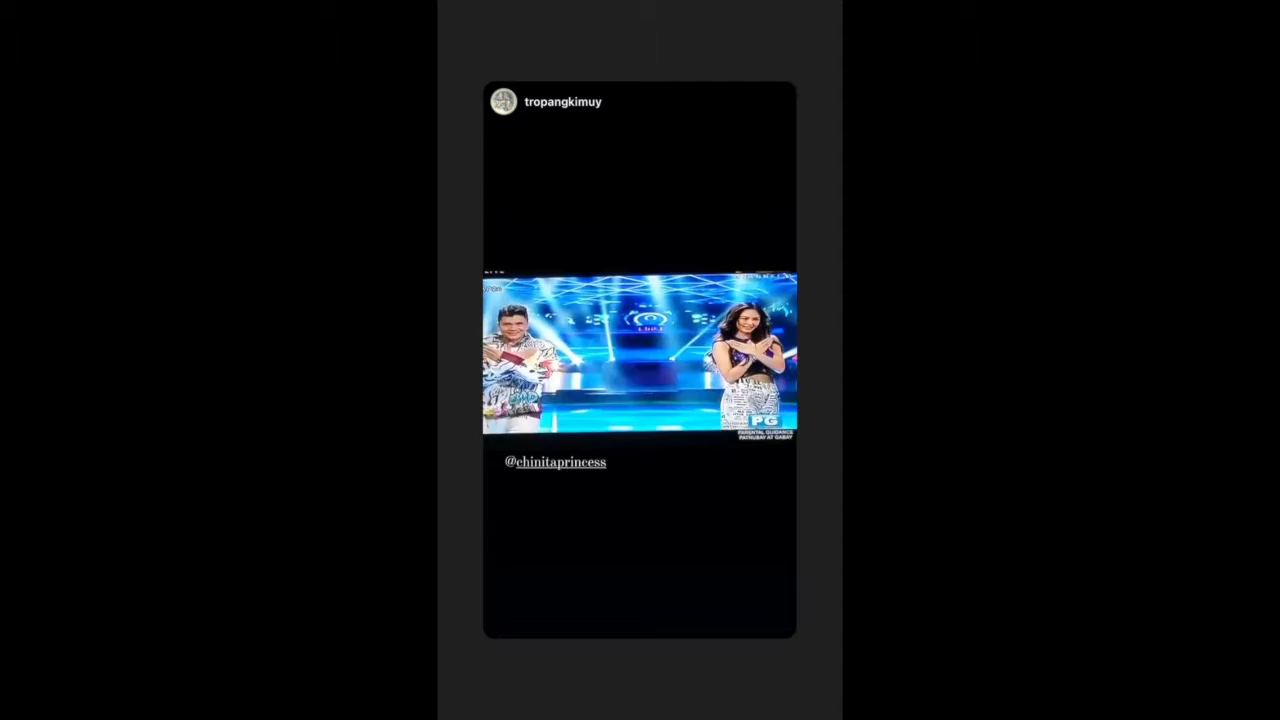 tropangkimuy
PG
PARENTAL GUIDANCE
PATNUBAY AT GABAY
@chinitaprincess